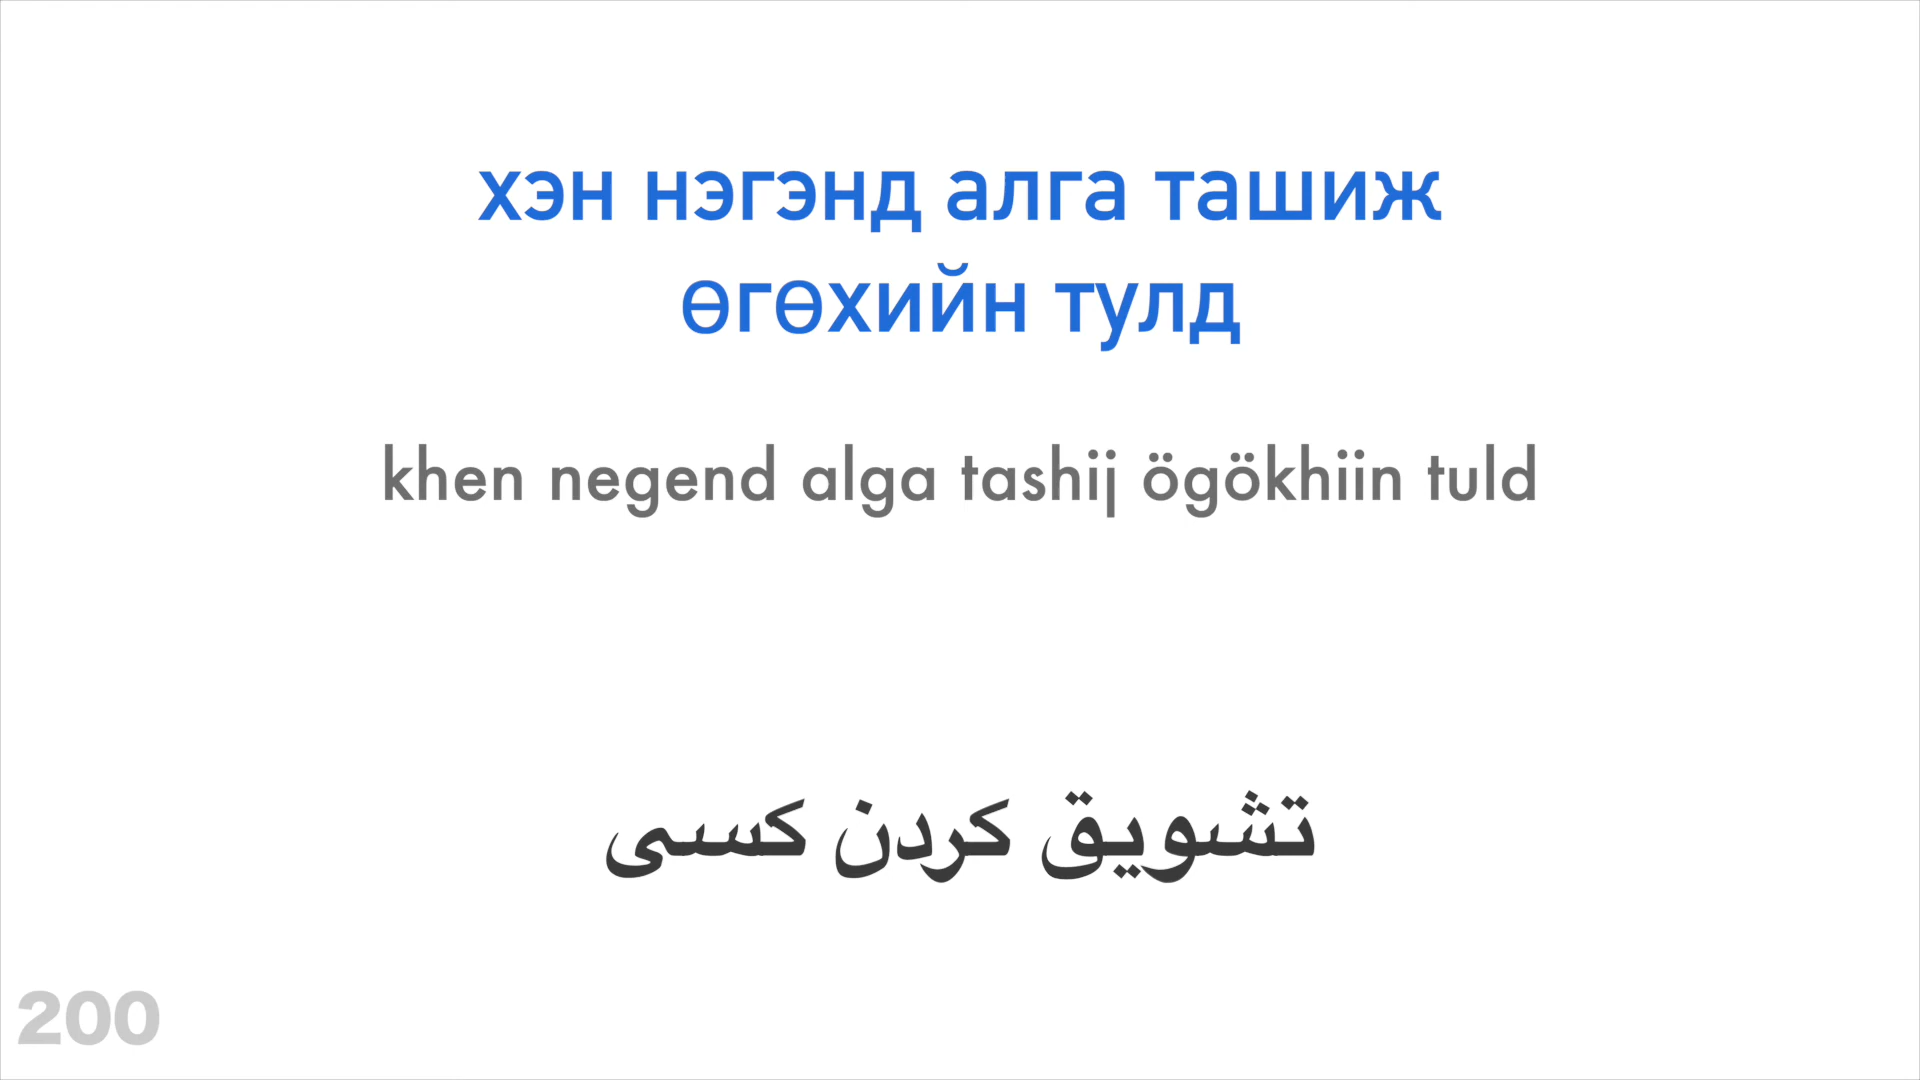 хэн нэгэнд алга ташиж
өгөхийн тулд
khen negend alga tashij ögökhiin tuld
تشویق کردن کسی
200